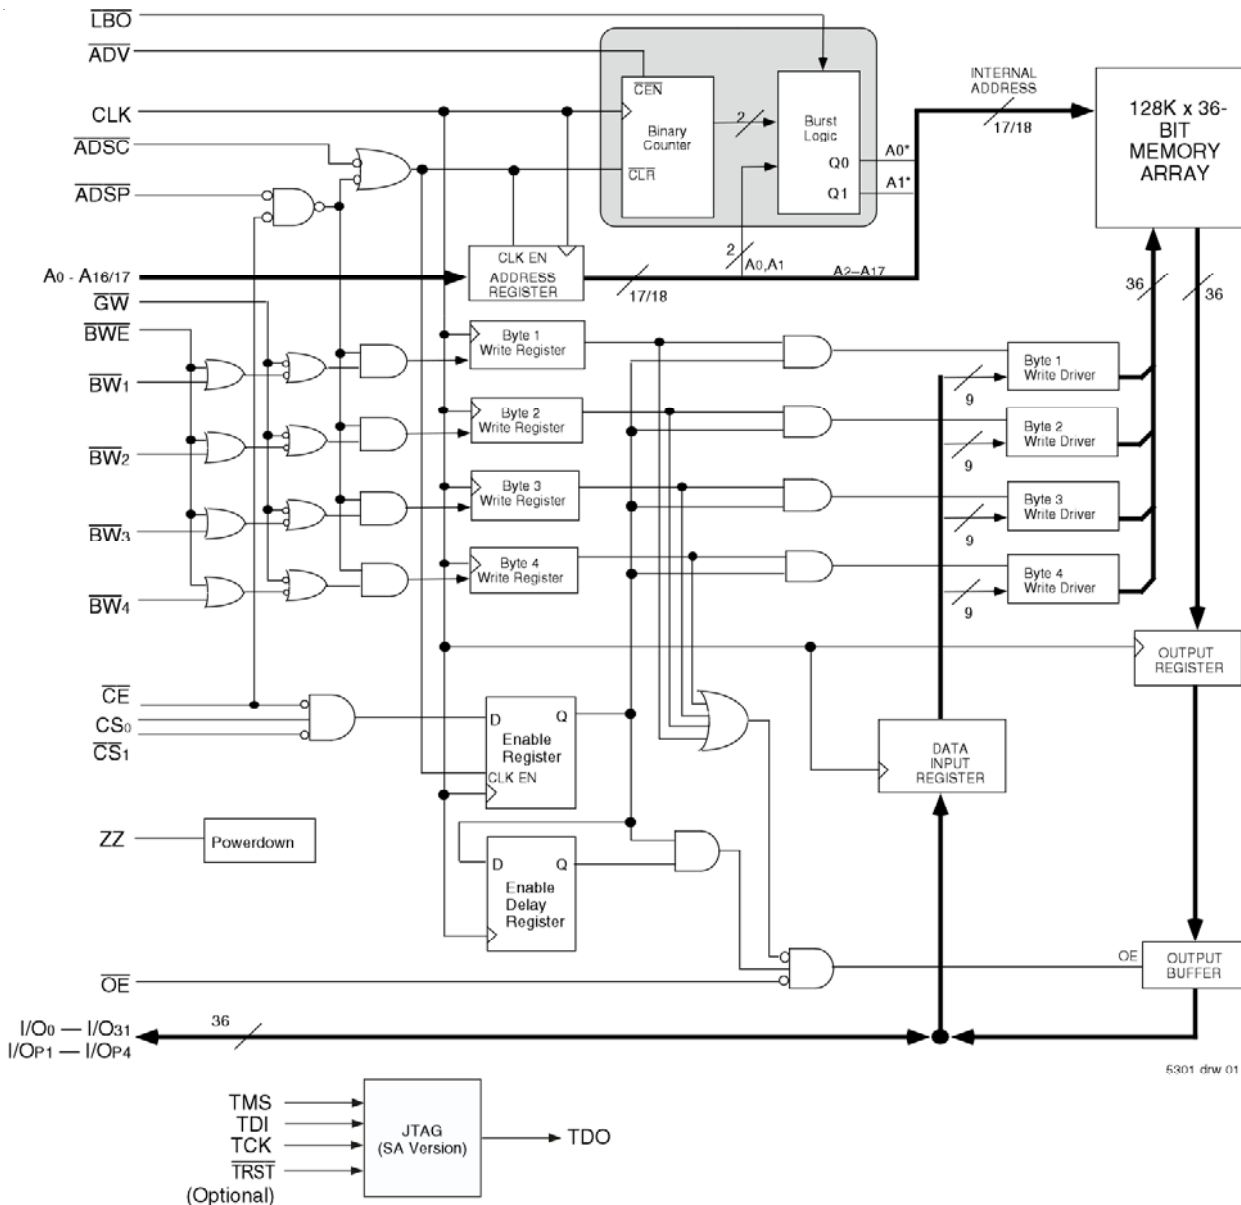 LBO
ADV
CLK
ADSC
ADSP
A0 - A16/17
GW
BWE
BW1
BW2
BW3
BW4
CE
CS0
CS1
ZZ
OE
I/O0 — I/O31
I/OP1 — I/OP4
CEN
Binary
Counter
CLR
2
Burst
Logic
Q0
Q1
A0*
A1*
INTERNAL
ADDRESS
17/18
128K x 36-
BIT
MEMORY
ARRAY
CLK EN
ADDRESS
REGISTER
17/18
2
A0,A1
A2–A17
36
36
Byte 1
Write Register
Byte 2
Write Register
Byte 3
Write Register
Byte 4
Write Register
Byte 1
Write Driver
9
Byte 2
Write Driver
9
Byte 3
Write Driver
9
Byte 4
Write Driver
9
OUTPUT
REGISTER
D Q
Enable
Register
CLK EN
DATA
INPUT
REGISTER
Powerdown
D Q
Enable
Delay
Register
OE
OUTPUT
BUFFER
36
5301 drw 01
TMS
TDI
TCK
TRST
(Optional)
JTAG
(SA Version)
TDO